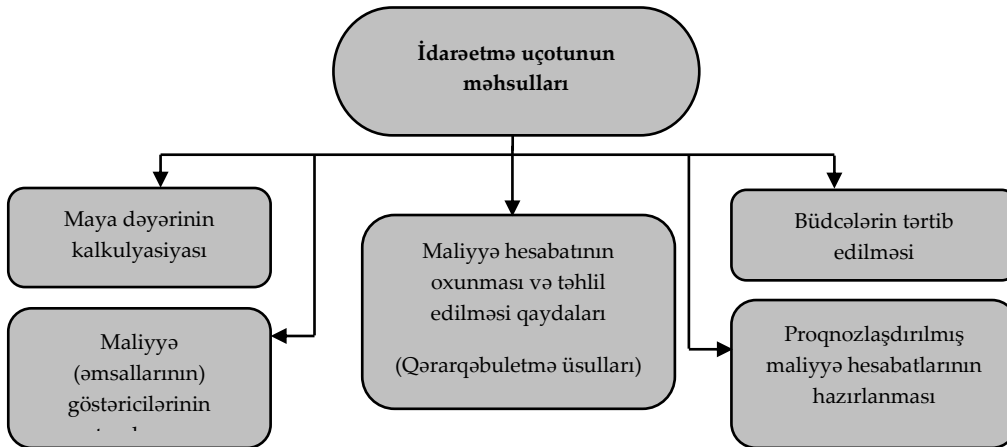 İdarəetmə uçotunun
məhsulları
Maya dəyərinin
kalkulyasiyası
Maliyyə hesabatının
oxunması və təhlil
edilməsi qaydaları
(Qərarqəbuletmə üsulları)
Büdcələrin tərtib
edilməsi
Maliyyə
(əmsallarının)
göstəricilərinin
Proqnozlaşdırılmış
maliyyə hesabatlarının
hazırlanması